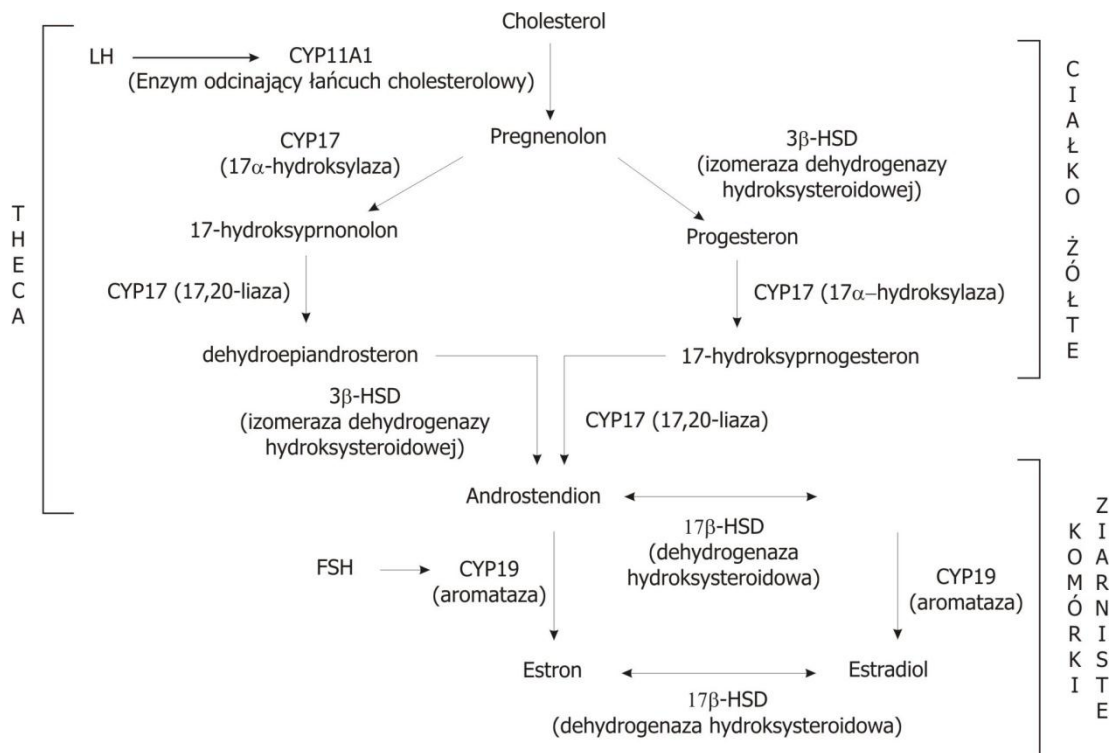 Cholesterol
LH
CYP11A1
(Enzym odcinający łańcuch cholesterolowy)
Pregnenolon
CYP17
(17α-hydroksylaza)
3β-HSD
(izomeraza dehydrogenazy
hydroksysteroidowej)
17-hydroksyprnonolon
Progesteron
CYP17 (17,20-liaza)
CYP17 (17α–hydroksylaza)
dehydroepiandrosteron
17-hydroksyprnogesteron
3β-HSD
(izomeraza dehydrogenazy
hydroksysteroidowej)
CYP17 (17,20-liaza)
Androstendion
17β-HSD
(dehydrogenaza
hydroksysteroidowa)
FSH
CYP19
(aromataza)
CYP19
(aromataza)
Estron
Estradiol
17β-HSD
(dehydrogenaza hydroksysteroidowa)
THECA
CIAŁKO ŻÓŁTE
KOMÓRKI
ZIARNISTE